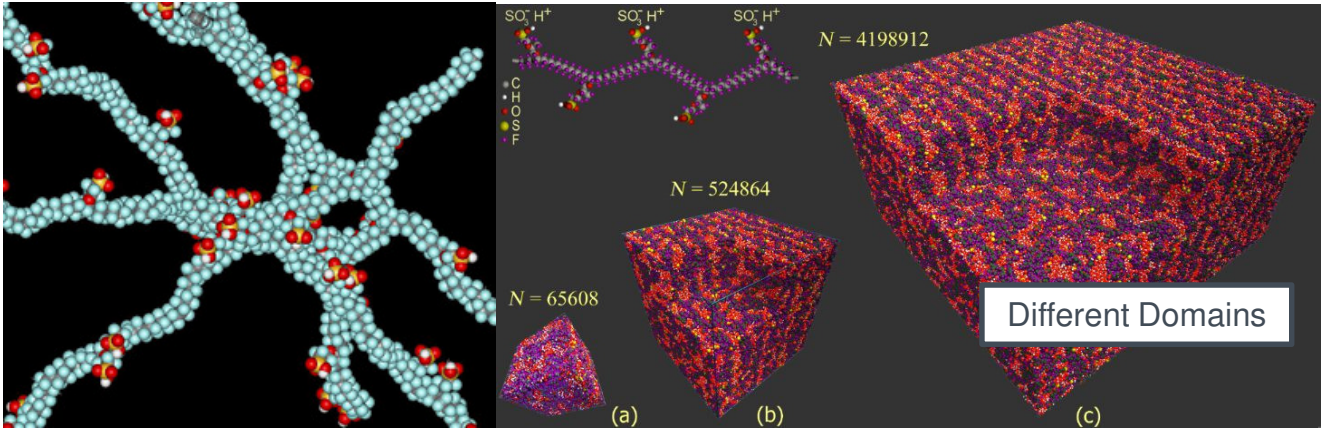 SO₃⁻ H⁺ SO₃⁻ H⁺ SO₃⁻ H⁺
N = 4198912
C
H
O
S
F
N = 524864
N = 65608
Different Domains
(a) (b) (c)